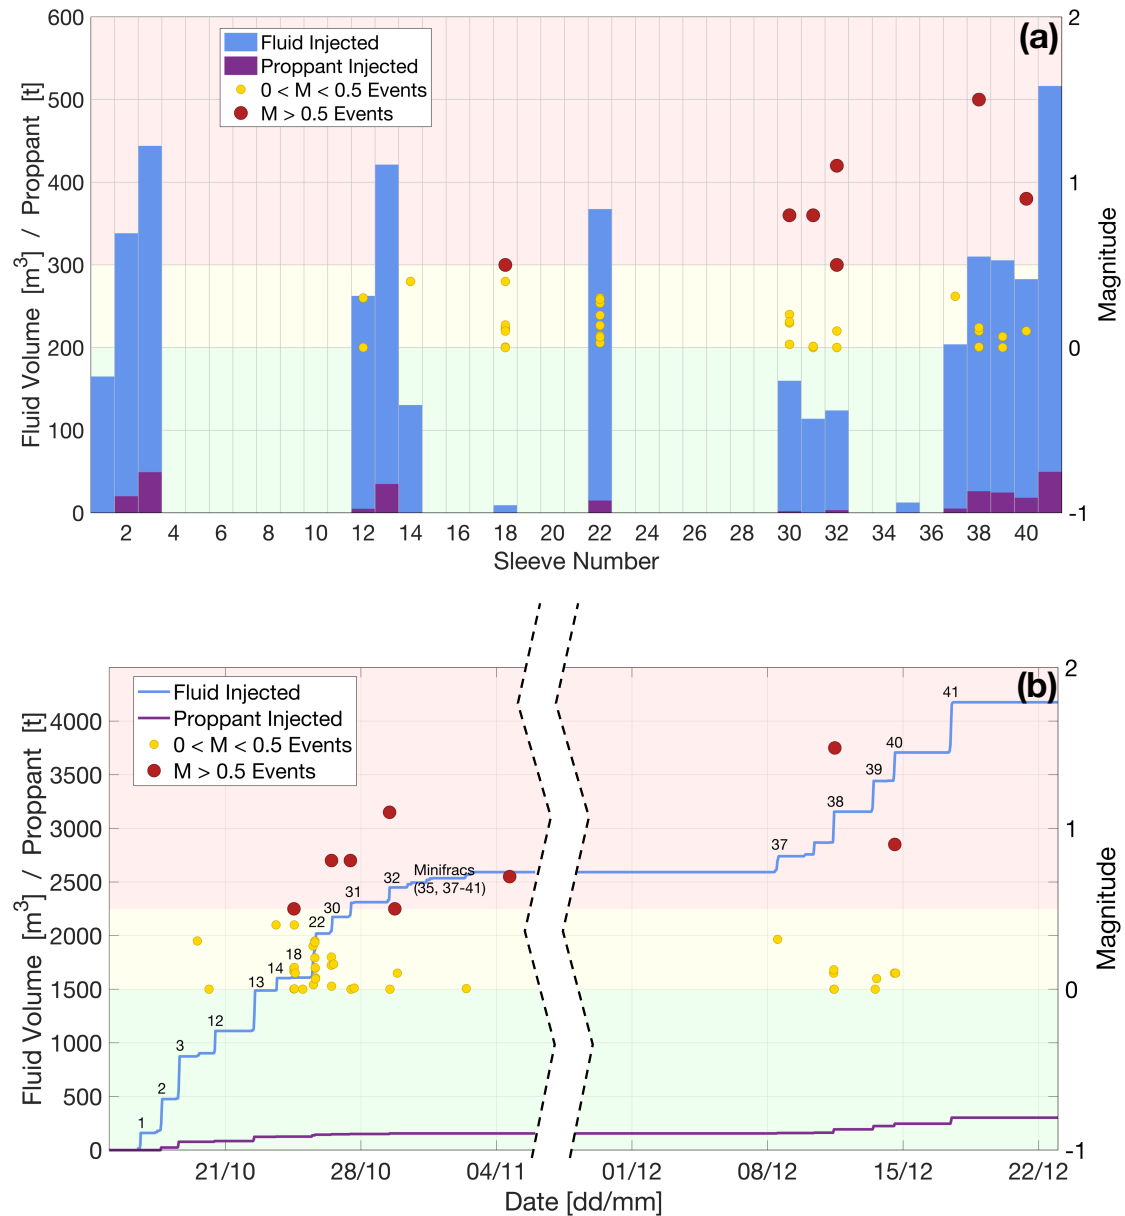 (a)
Fluid Injected
Proppant Injected
0 < M < 0.5 Events
M > 0.5 Events
Fluid Volume [m³] / Proppant [t]
600
500
400
300
200
100
0
2
1
0
-1
Magnitude
2 4 6 8 10 12 14 16 18 20 22 24 26 28 30 32 34 36 38 40
Sleeve Number
(b)
Fluid Injected
Proppant Injected
0 < M < 0.5 Events
M > 0.5 Events
Fluid Volume [m³] / Proppant [t]
4000
3500
3000
2500
2000
1500
1000
500
0
1
2
3
12
13
14
18
22
30
31
32
Minifracs
(35, 37-41)
37
38
39
40
41
2
1
0
-1
Magnitude
21/10 28/10 04/11 01/12 08/12 15/12 22/12
Date [dd/mm]